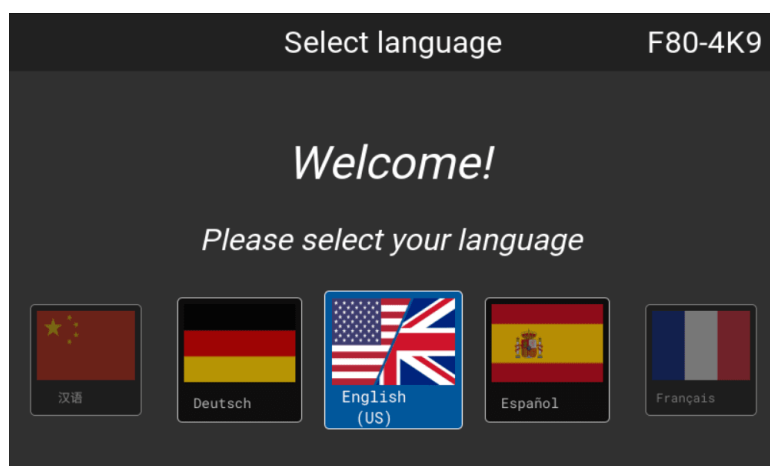 Select language
F80-4K9
Welcome!
Please select your language
汉语
Deutsch
English
(US)
Español
Français